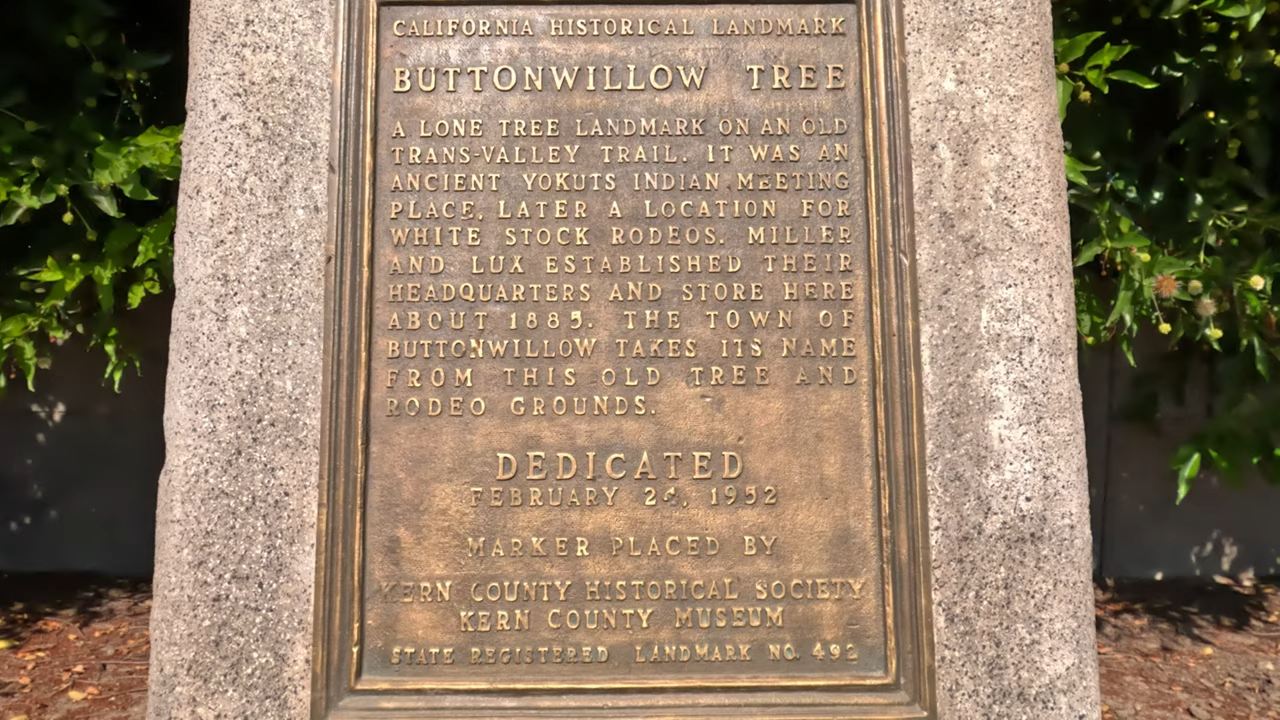 CALIFORNIA HISTORICAL LANDMARK
BUTTONWILLOW TREE
A LONE TREE LANDMARK ON AN OLD
TRANS-VALLEY TRAIL. IT WAS AN
ANCIENT YOKUTS INDIAN MEETING
PLACE, LATER A LOCATION FOR
WHITE STOCK RODEOS. MILLER
AND LUX ESTABLISHED THEIR
HEADQUARTERS AND STORE HERE
ABOUT 1885. THE TOWN OF
BUTTONWILLOW TAKES ITS NAME
FROM THIS OLD TREE AND
RODEO GROUNDS.
DEDICATED
FEBRUARY 24, 1952
MARKER PLACED BY
KERN COUNTY HISTORICAL SOCIETY
KERN COUNTY MUSEUM
STATE REGISTERED LANDMARK NO. 492